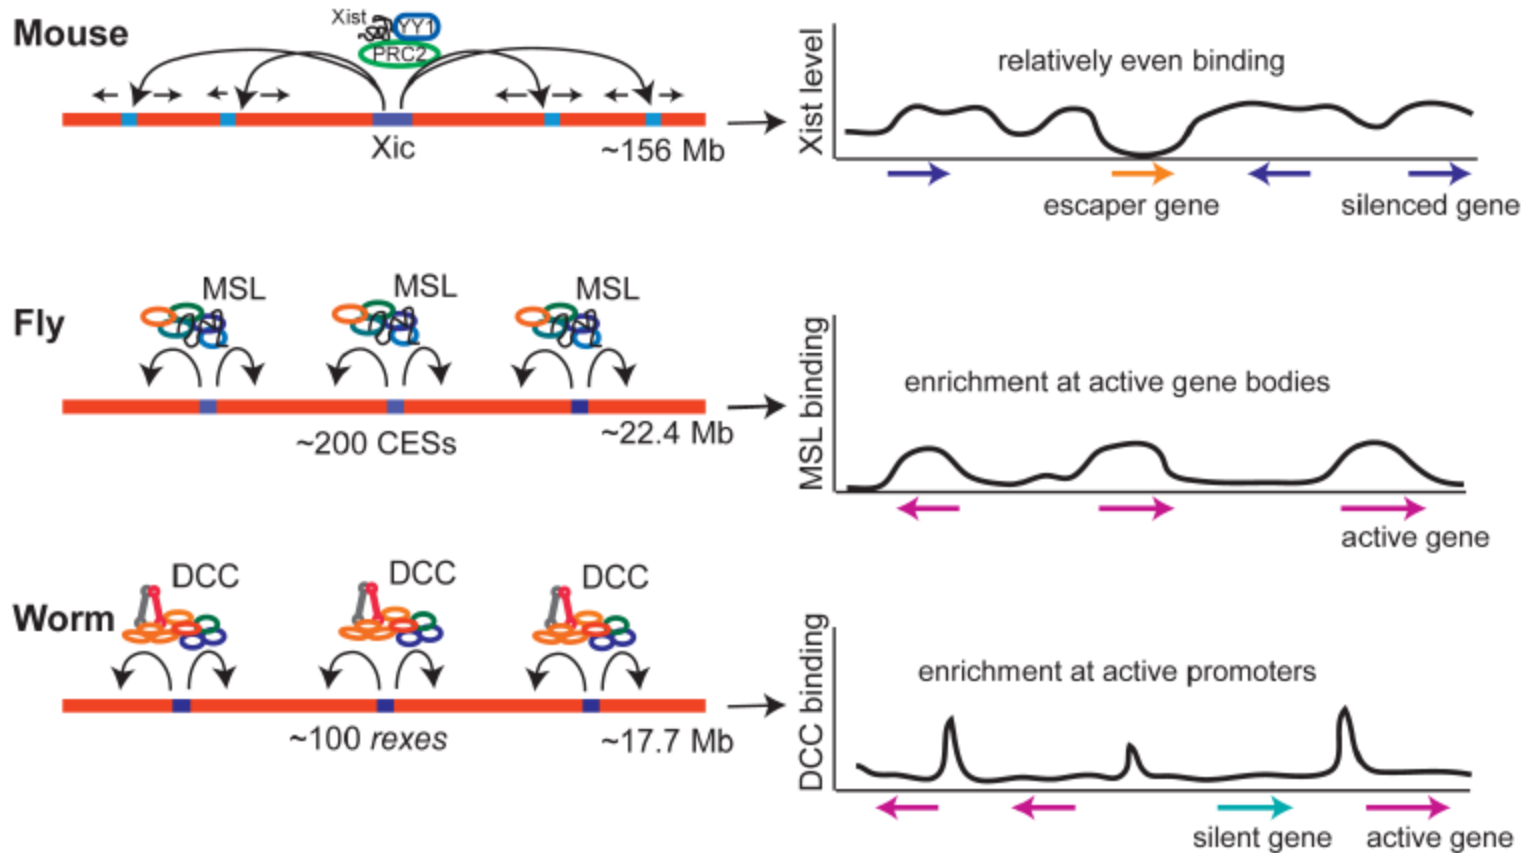 Mouse
Xist
YY1
PRC2
Xic
~156 Mb
Xist level
relatively even binding
escaper gene
silenced gene
Fly
MSL
MSL
MSL
~200 CESs
~22.4 Mb
MSL binding
enrichment at active gene bodies
active gene
Worm
DCC
DCC
DCC
~100 rexes
~17.7 Mb
DCC binding
enrichment at active promoters
silent gene
active gene